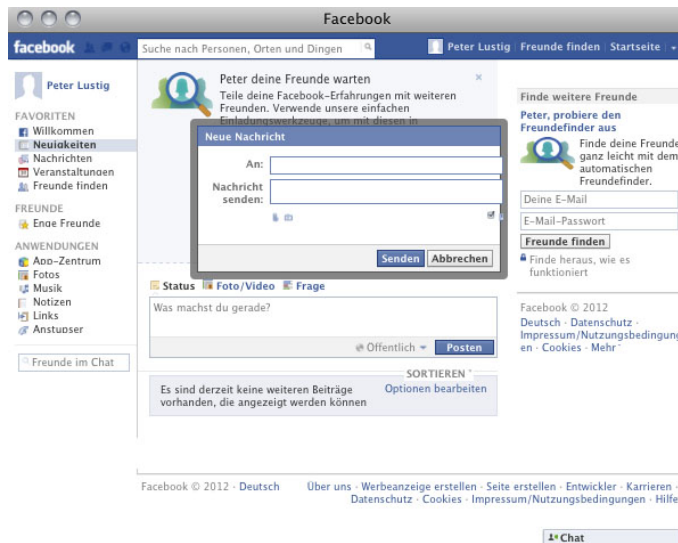 Facebook
facebook
Suche nach Personen, Orten und Dingen
Peter Lustig
Freunde finden
Startseite
Peter Lustig
FAVORITEN
Willkommen
Neuigkeiten
Nachrichten
Veranstaltungen
Freunde finden
FREUNDE
Enge Freunde
ANWENDUNGEN
App-Zentrum
Fotos
Musik
Notizen
Links
Anstupser
Freunde im Chat
Peter deine Freunde warten
Teile deine Facebook-Erfahrungen mit weiteren
Freunden. Verwende unsere einfachen
Einladungswerkzeuge, um mit diesen in
Neue Nachricht
An:
Nachricht
senden:
Senden
Abbrechen
Status
Foto/Video
Frage
Was machst du gerade?
Öffentlich
Posten
SORTIEREN
Es sind derzeit keine weiteren Beiträge
vorhanden, die angezeigt werden können
Optionen bearbeiten
Finde weitere Freunde
Peter, probiere den
Freundefinder aus
Finde deine Freunde
ganz leicht mit dem
automatischen
Freundefinder.
Deine E-Mail
E-Mail-Passwort
Freunde finden
Finde heraus, wie es
funktioniert
Facebook © 2012
Deutsch · Datenschutz ·
Impressum/Nutzungsbedingung
en · Cookies · Mehr
Facebook © 2012 · Deutsch
Über uns · Werbeanzeige erstellen · Seite erstellen · Entwickler · Karrieren ·
Datenschutz · Cookies · Impressum/Nutzungsbedingungen · Hilfe
Chat